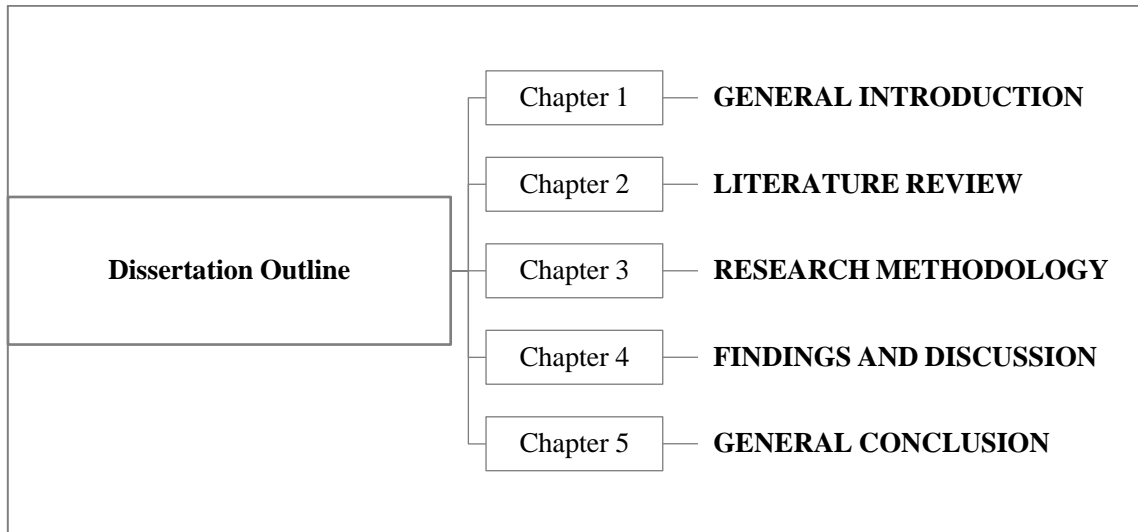 Dissertation Outline
Chapter 1 GENERAL INTRODUCTION
Chapter 2 LITERATURE REVIEW
Chapter 3 RESEARCH METHODOLOGY
Chapter 4 FINDINGS AND DISCUSSION
Chapter 5 GENERAL CONCLUSION